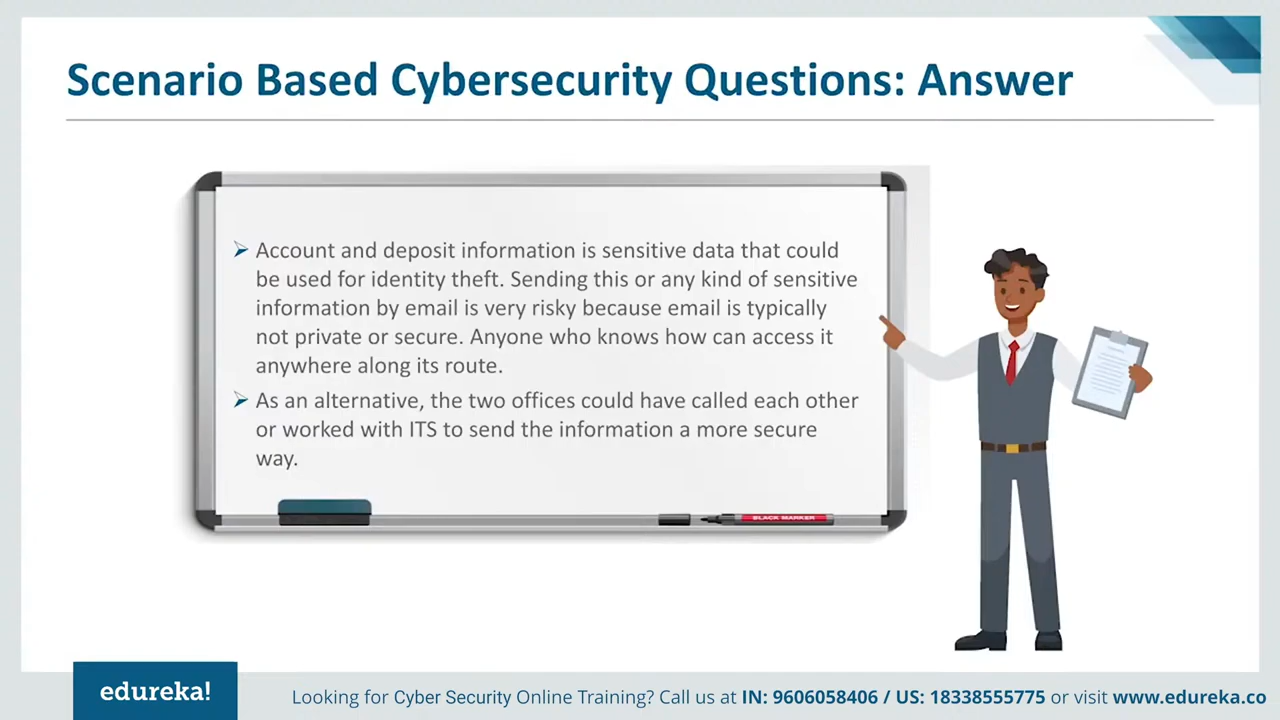 Scenario Based Cybersecurity Questions: Answer
Account and deposit information is sensitive data that could
be used for identity theft. Sending this or any kind of sensitive
information by email is very risky because email is typically
not private or secure. Anyone who knows how can access it
anywhere along its route.
As an alternative, the two offices could have called each other
or worked with ITS to send the information a more secure
way.
BLACK MARKER
edureka!
Looking for Cyber Security Online Training? Call us at IN: 9606058406 / US: 18338555775 or visit www.edureka.co